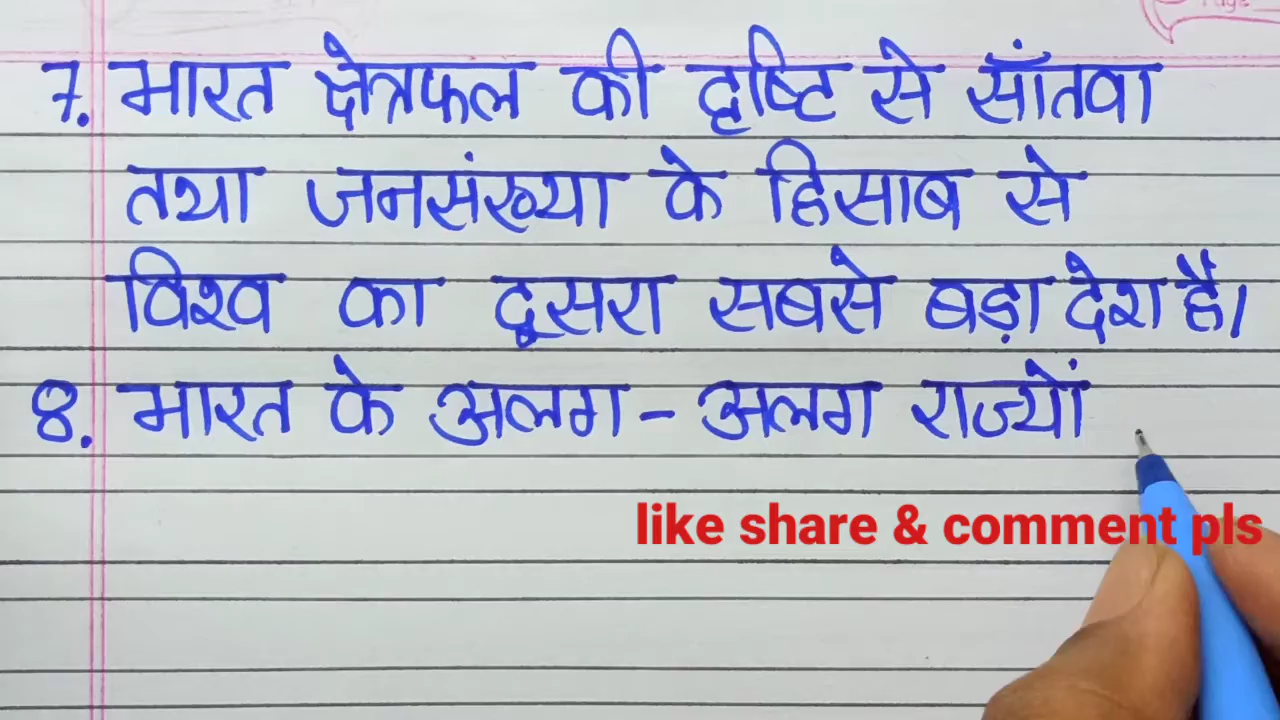 7. भारत क्षेत्रफल की दृष्टि से साँतवां
तथा जनसंख्या के हिसाब से
विश्व का दूसरा सबसे बड़ा देश है।
8. भारत के अलग - अलग राज्यों
like share & comment pls